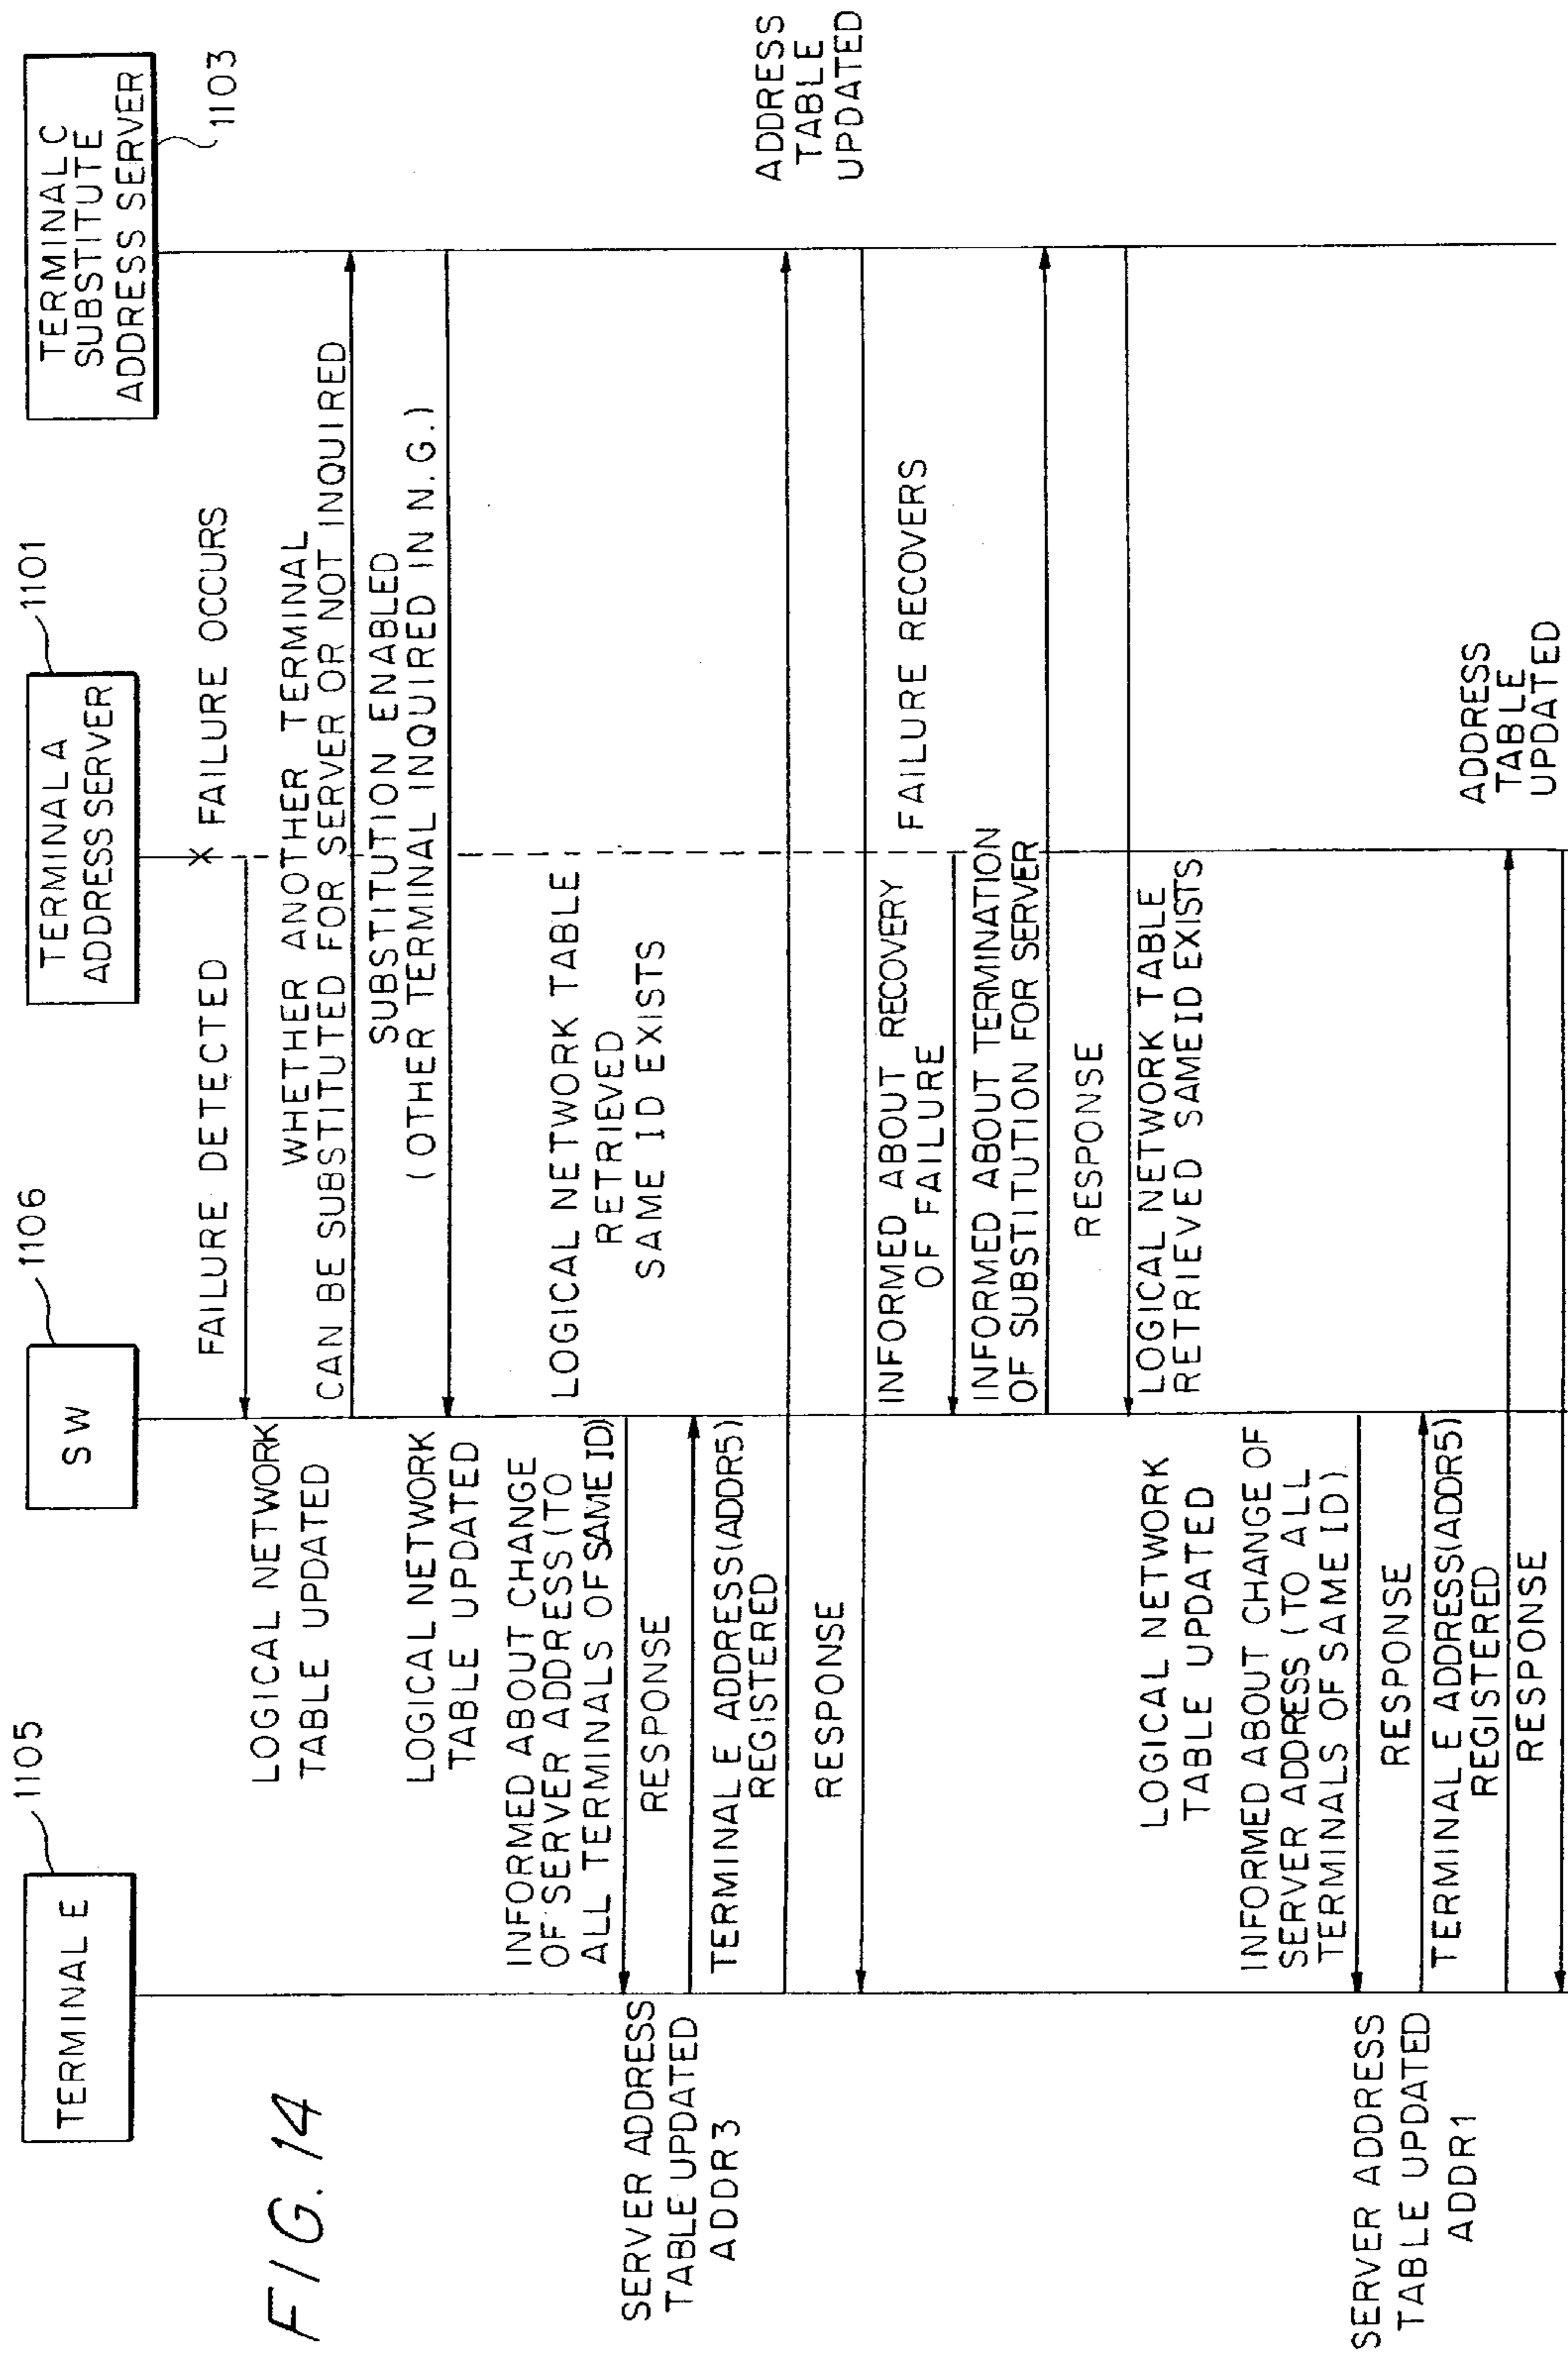 FIG. 14
TERMINAL E
1105
SW
1106
TERMINAL A
ADDRESS SERVER
1101
TERMINAL C
SUBSTITUTE
ADDRESS SERVER
1103
FAILURE OCCURS
FAILURE DETECTED
LOGICAL NETWORK
TABLE UPDATED
WHETHER ANOTHER TERMINAL
CAN BE SUBSTITUTED FOR SERVER OR NOT INQUIRED
SUBSTITUTION ENABLED
(OTHER TERMINAL INQUIRED IN N.G.)
LOGICAL NETWORK
TABLE UPDATED
LOGICAL NETWORK TABLE
RETRIEVED
SAME ID EXISTS
INFORMED ABOUT CHANGE
OF SERVER ADDRESS (TO
ALL TERMINALS OF SAME ID)
SERVER ADDRESS
TABLE UPDATED
ADDR3
RESPONSE
TERMINAL E ADDRESS(ADDR5)
REGISTERED
ADDRESS
TABLE
UPDATED
RESPONSE
FAILURE RECOVERS
INFORMED ABOUT RECOVERY
OF FAILURE
INFORMED ABOUT TERMINATION
OF SUBSTITUTION FOR SERVER
RESPONSE
LOGICAL NETWORK TABLE
RETRIEVED SAME ID EXISTS
LOGICAL NETWORK
TABLE UPDATED
INFORMED ABOUT CHANGE OF
SERVER ADDRESS (TO ALL
TERMINALS OF SAME ID).
SERVER ADDRESS
TABLE UPDATED
ADDR1
RESPONSE
TERMINAL E ADDRESS(ADDR5)
REGISTERED
ADDRESS
TABLE
UPDATED
RESPONSE